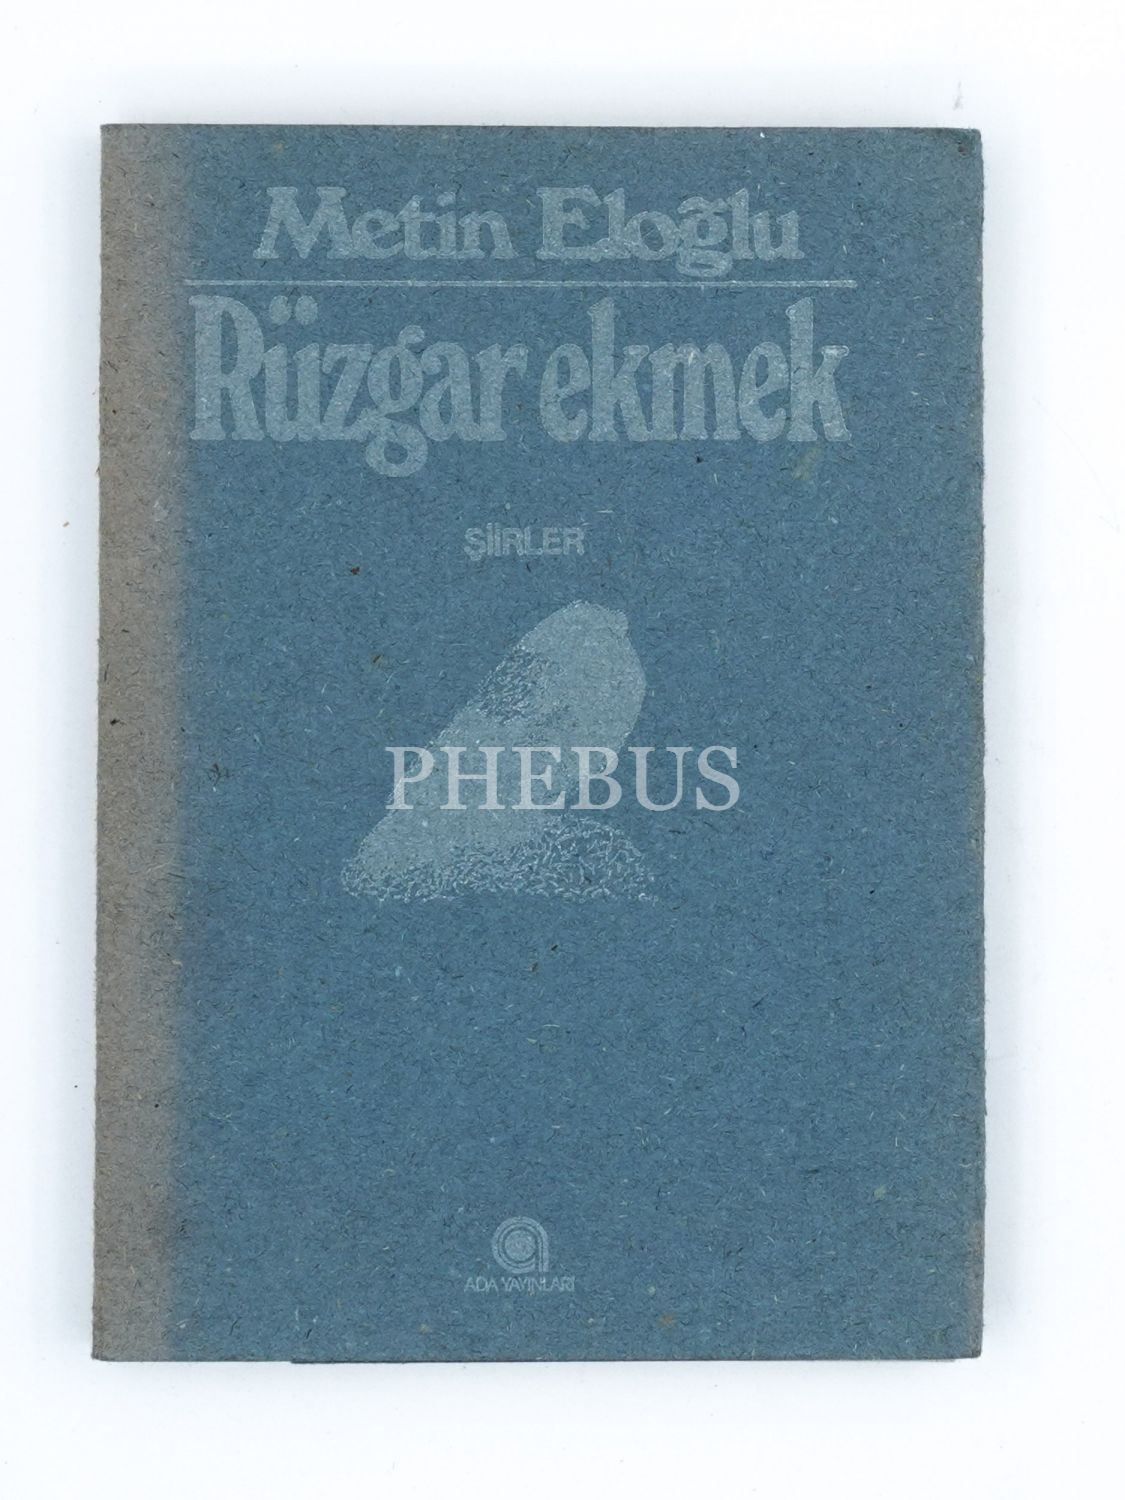 Metin Eloğlu
Rüzgar ekmek
ŞİİRLER
PHEBUS
ADA YAYINLARI